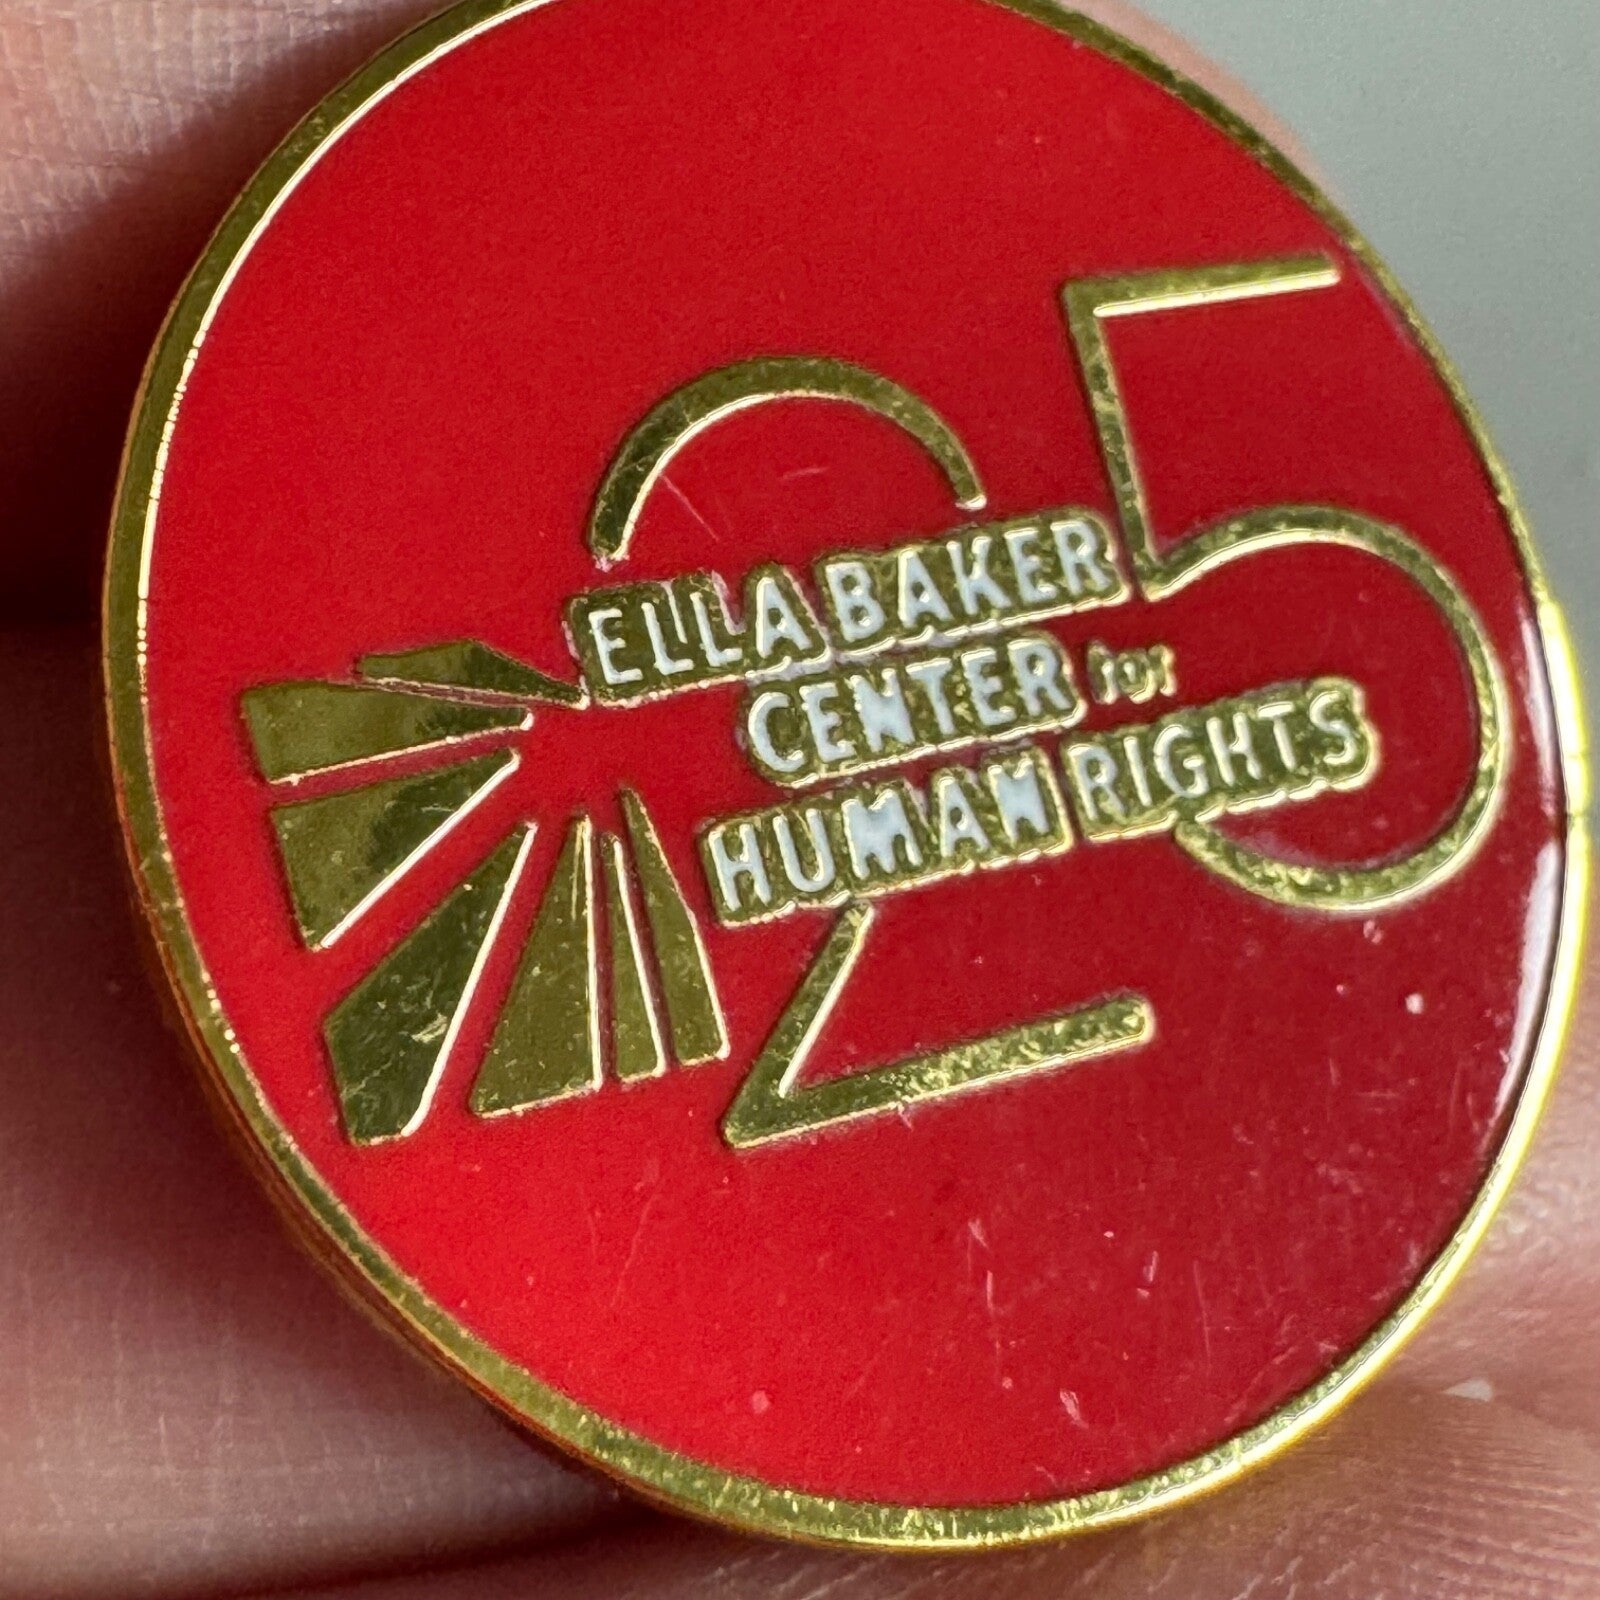 25
ELLA BAKER
CENTER for
HUMAN RIGHTS